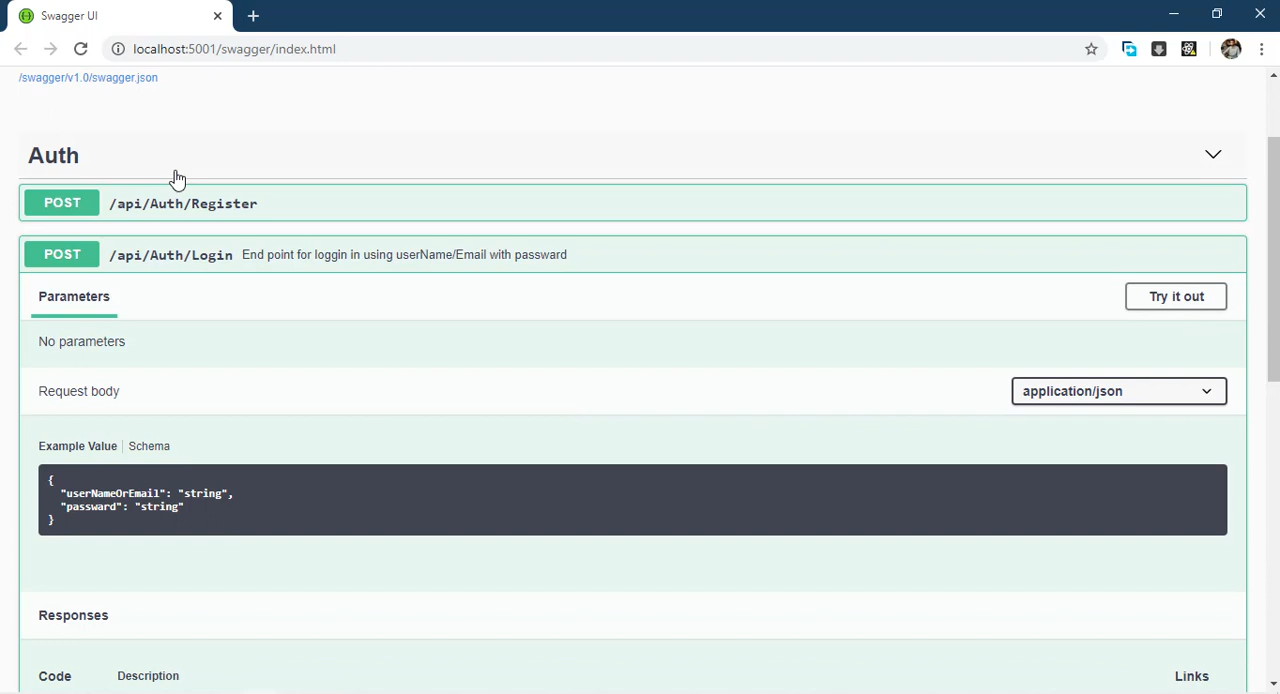 Swagger UI
localhost:5001/swagger/index.html
/swagger/v1.0/swagger.json
Auth
POST /api/Auth/Register
POST /api/Auth/Login End point for loggin in using userName/Email with passward
Parameters Try it out
No parameters
Request body application/json
Example Value Schema
{
"userNameOrEmail": "string",
"passward": "string"
}
Responses
Code Description Links